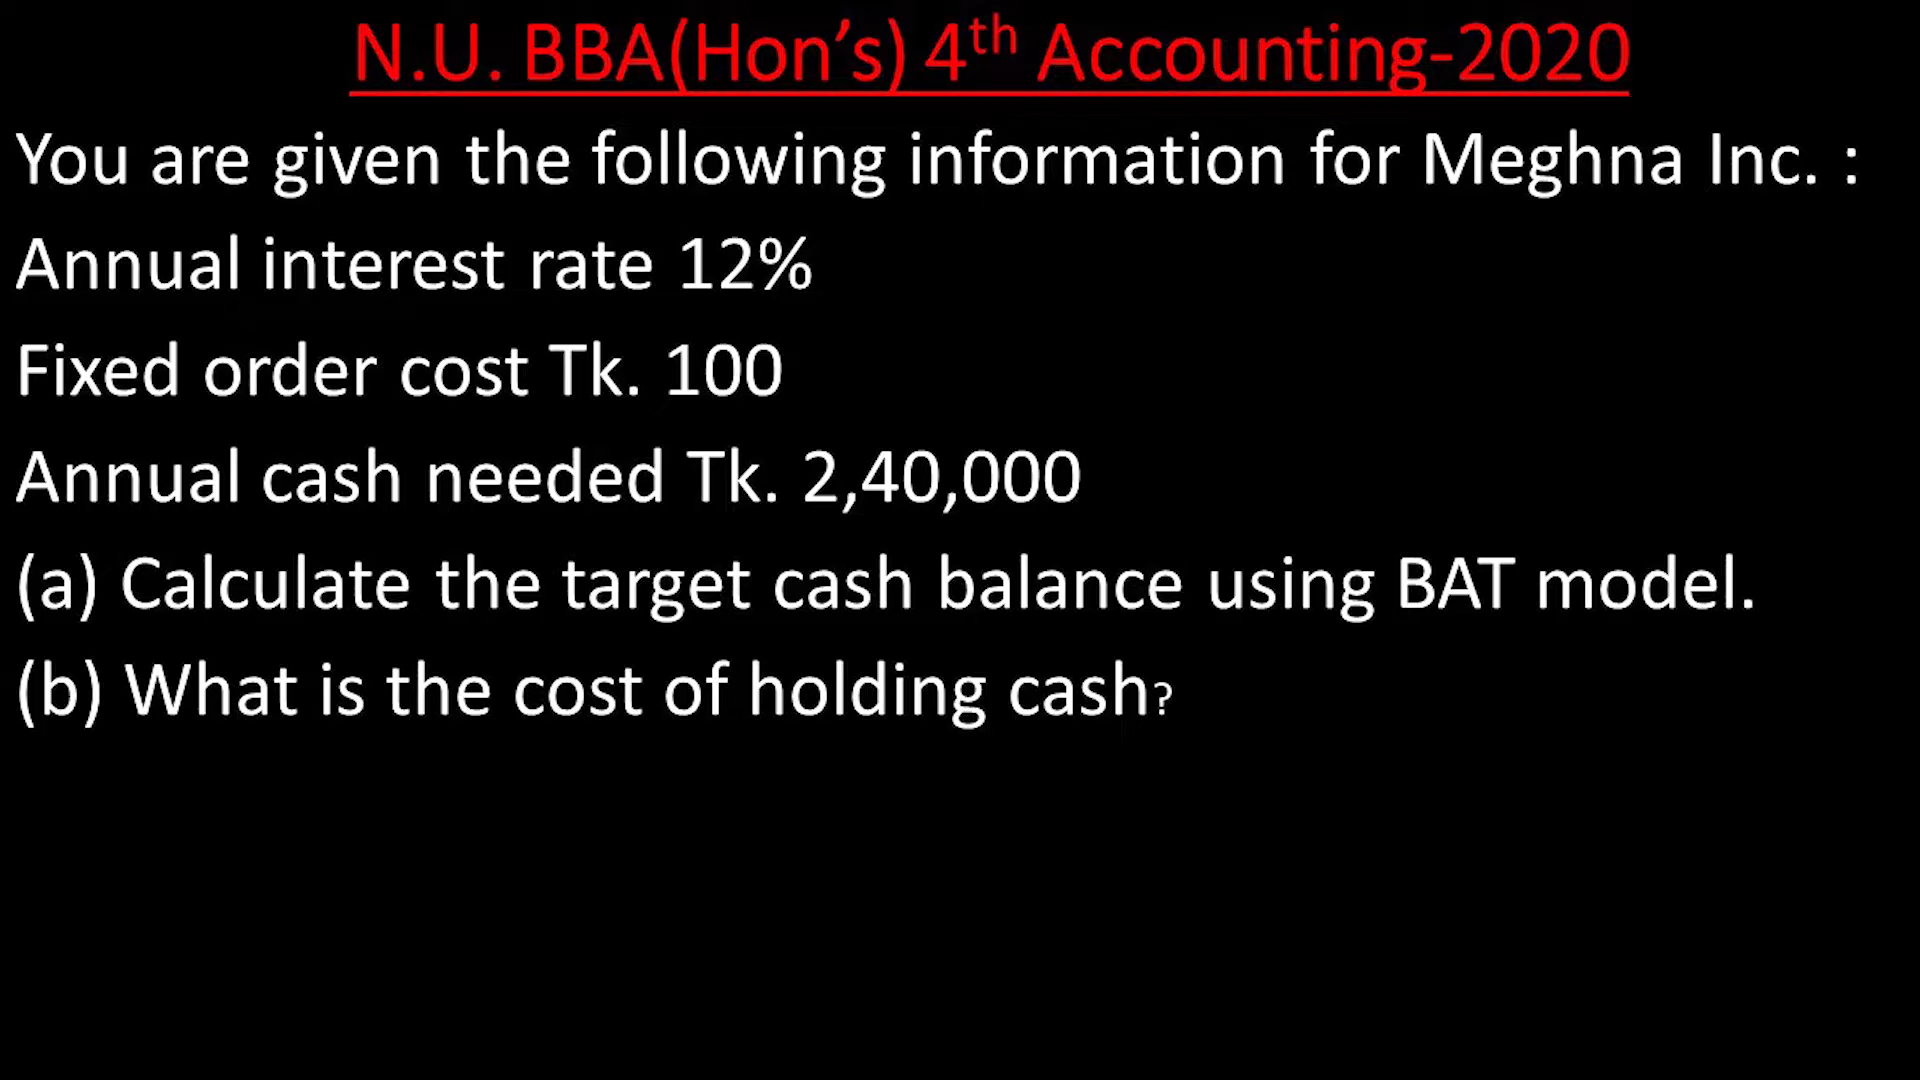 N.U. BBA(Hon’s) 4th Accounting-2020
You are given the following information for Meghna Inc. :
Annual interest rate 12%
Fixed order cost Tk. 100
Annual cash needed Tk. 2,40,000
(a) Calculate the target cash balance using BAT model.
(b) What is the cost of holding cash?